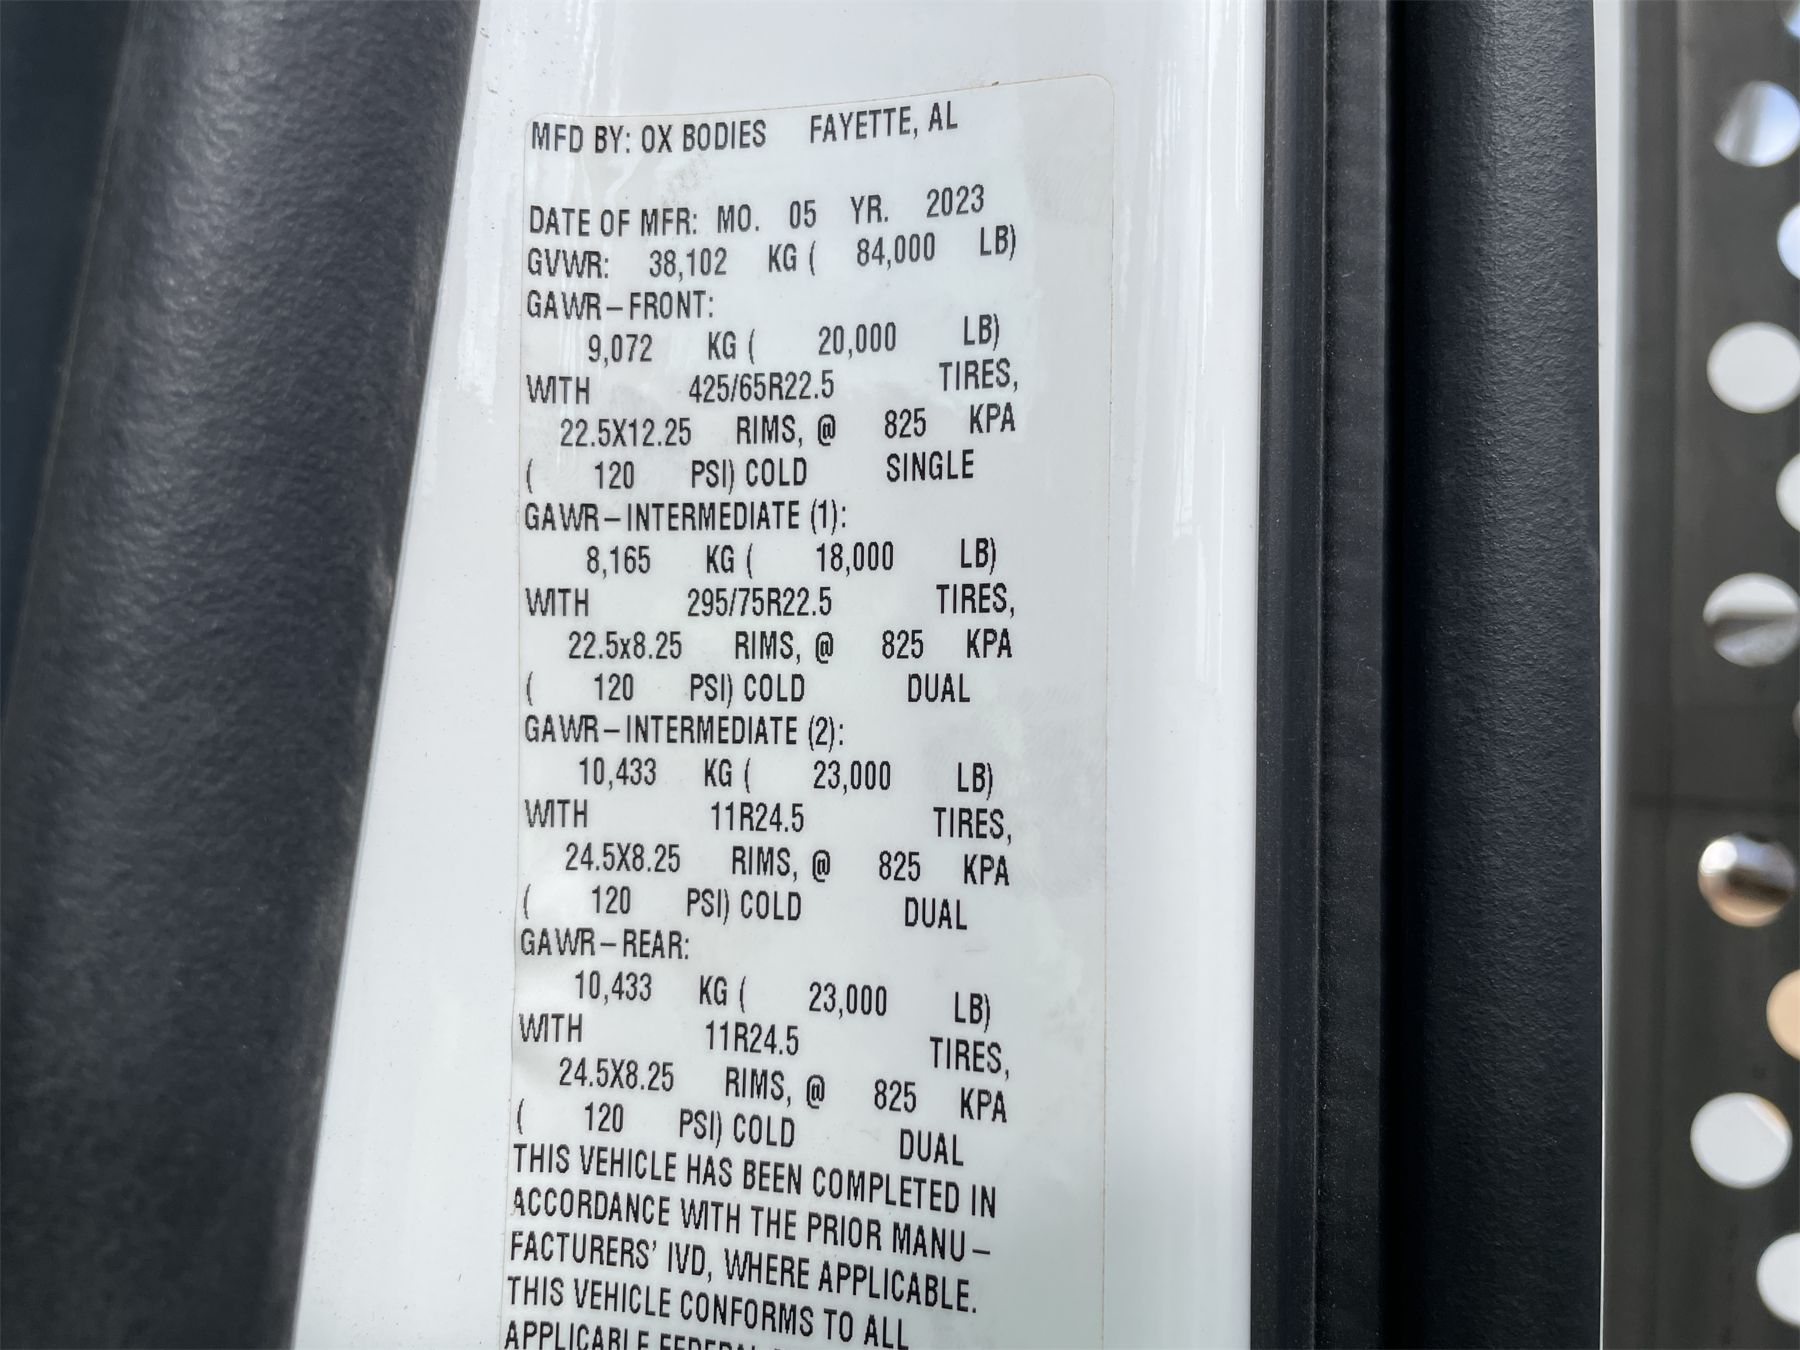 MFD BY: OX BODIES FAYETTE, AL
DATE OF MFR: MO. 05 YR. 2023
GVWR: 38,102 KG ( 84,000 LB)
GAWR-FRONT:
9,072 KG ( 20,000 LB)
WITH 425/65R22.5 TIRES,
22.5X12.25 RIMS, @ 825 KPA
( 120 PSI) COLD SINGLE
GAWR-INTERMEDIATE (1):
8,165 KG ( 18,000 LB)
WITH 295/75R22.5 TIRES,
22.5x8.25 RIMS, @ 825 KPA
( 120 PSI) COLD DUAL
GAWR-INTERMEDIATE (2):
10,433 KG ( 23,000 LB)
WITH 11R24.5 TIRES,
24.5X8.25 RIMS, @ 825 KPA
( 120 PSI) COLD DUAL
GAWR-REAR:
10,433 KG ( 23,000 LB)
WITH 11R24.5 TIRES,
24.5X8.25 RIMS, @ 825 KPA
( 120 PSI) COLD DUAL
THIS VEHICLE HAS BEEN COMPLETED IN
ACCORDANCE WITH THE PRIOR MANU-
FACTURERS' IVD, WHERE APPLICABLE.
THIS VEHICLE CONFORMS TO ALL
APPLICABLE FEDERAL